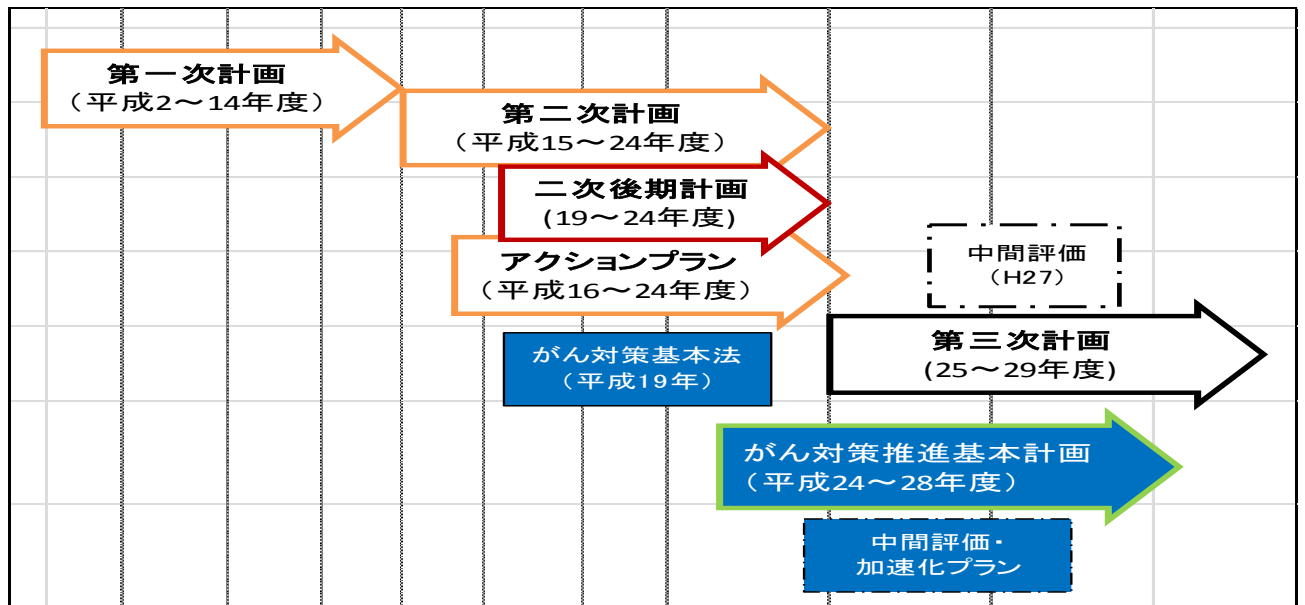 第一次計画
（平成2～14年度）
第二次計画
（平成15～24年度）
二次後期計画
(19～24年度)
アクションプラン
（平成16～24年度）
中間評価
（H27）
がん対策基本法
（平成19年）
第三次計画
(25～29年度)
がん対策推進基本計画
（平成24～28年度）
中間評価・
加速化プラン